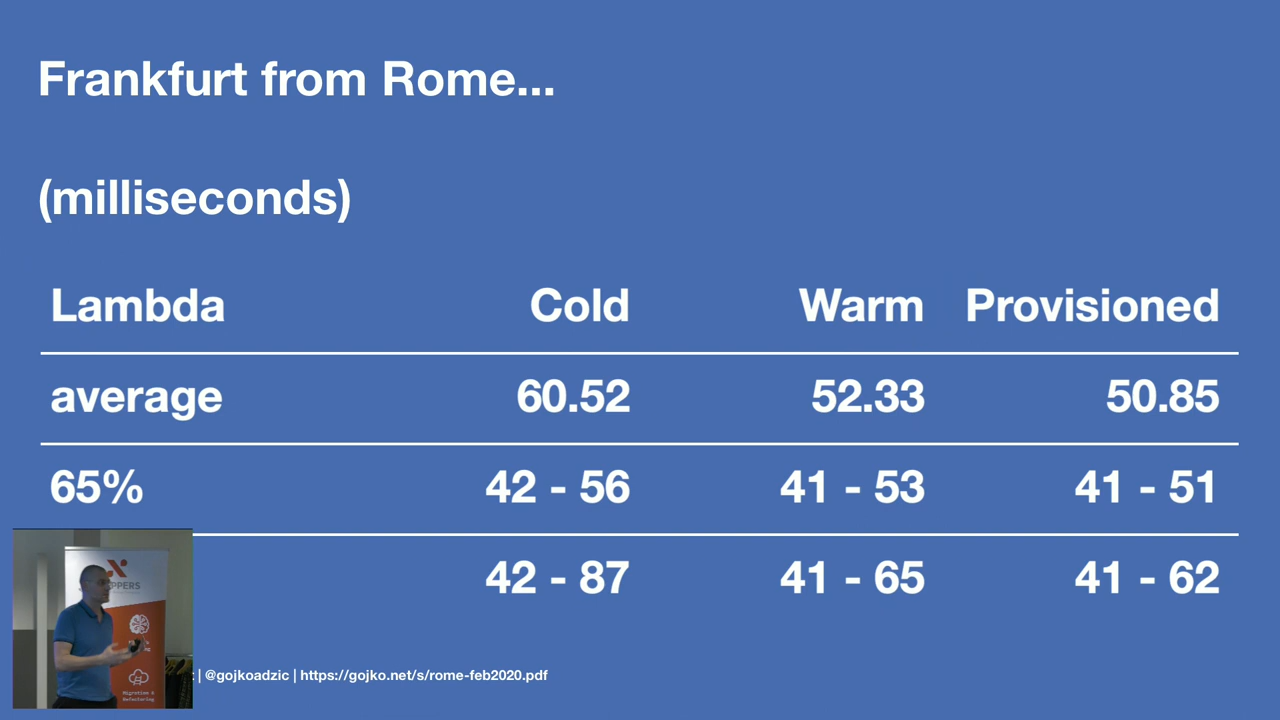 Frankfurt from Rome...
(milliseconds)
Lambda Cold Warm Provisioned
average 60.52 52.33 50.85
65% 42 - 56 41 - 53 41 - 51
42 - 87 41 - 65 41 - 62
| @gojkoadzic | https://gojko.net/s/rome-feb2020.pdf